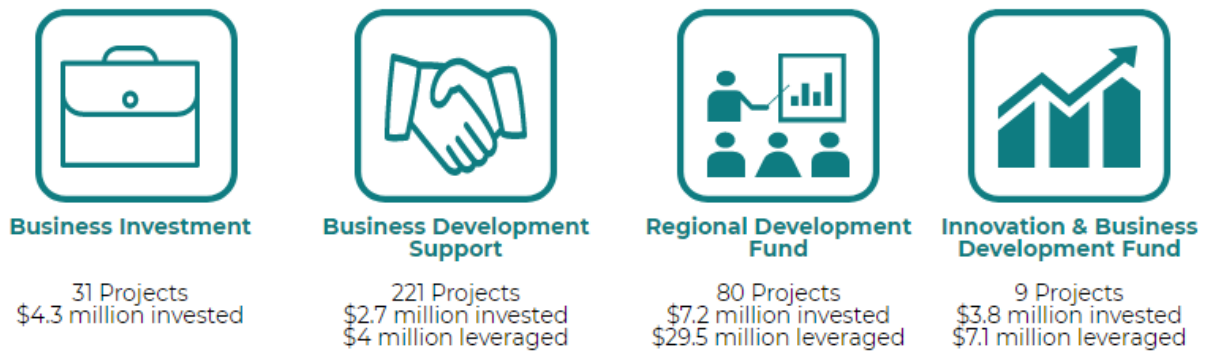 Business Investment
31 Projects
$4.3 million invested
Business Development
Support
221 Projects
$2.7 million invested
$4 million leveraged
Regional Development
Fund
80 Projects
$7.2 million invested
$29.5 million leveraged
Innovation & Business
Development Fund
9 Projects
$3.8 million invested
$7.1 million leveraged